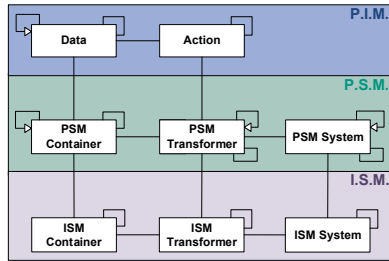 P.I.M.
Data
Action
P.S.M.
PSM
Container
PSM
Transformer
PSM System
I.S.M.
ISM
Container
ISM
Transformer
ISM System